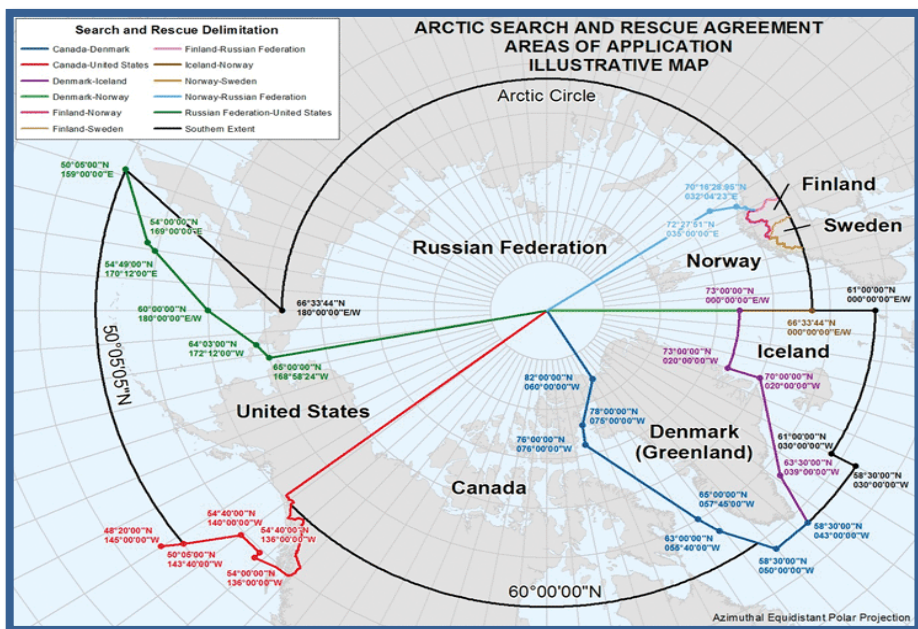 ARCTIC SEARCH AND RESCUE AGREEMENT
AREAS OF APPLICATION
ILLUSTRATIVE MAP
Search and Rescue Delimitation
Canada-Denmark
Canada-United States
Denmark-Iceland
Denmark-Norway
Finland-Norway
Finland-Sweden
Finland-Russian Federation
Iceland-Norway
Norway-Sweden
Norway-Russian Federation
Russian Federation-United States
Southern Extent
Arctic Circle
50°05'00"N
159°00'00"E
54°00'00"N
169°00'00"E
54°49'00"N
170°12'00"E
60°00'00"N
180°00'00"E/W
64°03'00"N
172°12'00"W
65°00'00"N
168°58'24"W
66°33'44"N
180°00'00"E/W
50°05'05"N
Russian Federation
70°16'28.95"N
032°04'23"E
72°27'51"N
035°00'00"E
Finland
Sweden
Norway
73°00'00"N
000°00'00"E/W
61°00'00"N
000°00'00"E/W
66°33'44"N
000°00'00"E/W
Iceland
73°00'00"N
020°00'00"W
70°00'00"N
020°00'00"W
82°00'00"N
060°00'00"W
78°00'00"N
075°00'00"W
76°00'00"N
076°00'00"W
United States
Canada
Denmark
(Greenland)
61°00'00"N
030°00'00"W
63°30'00"N
039°00'00"W
58°30'00"N
030°00'00"W
65°00'00"N
057°45'00"W
63°00'00"N
055°40'00"W
58°30'00"N
043°00'00"W
58°30'00"N
050°00'00"W
54°40'00"N
140°00'00"W
54°40'00"N
136°00'00"W
48°20'00"N
145°00'00"W
50°05'00"N
143°40'00"W
54°00'00"N
136°00'00"W
60°00'00"N
Azimuthal Equidistant Polar Projection